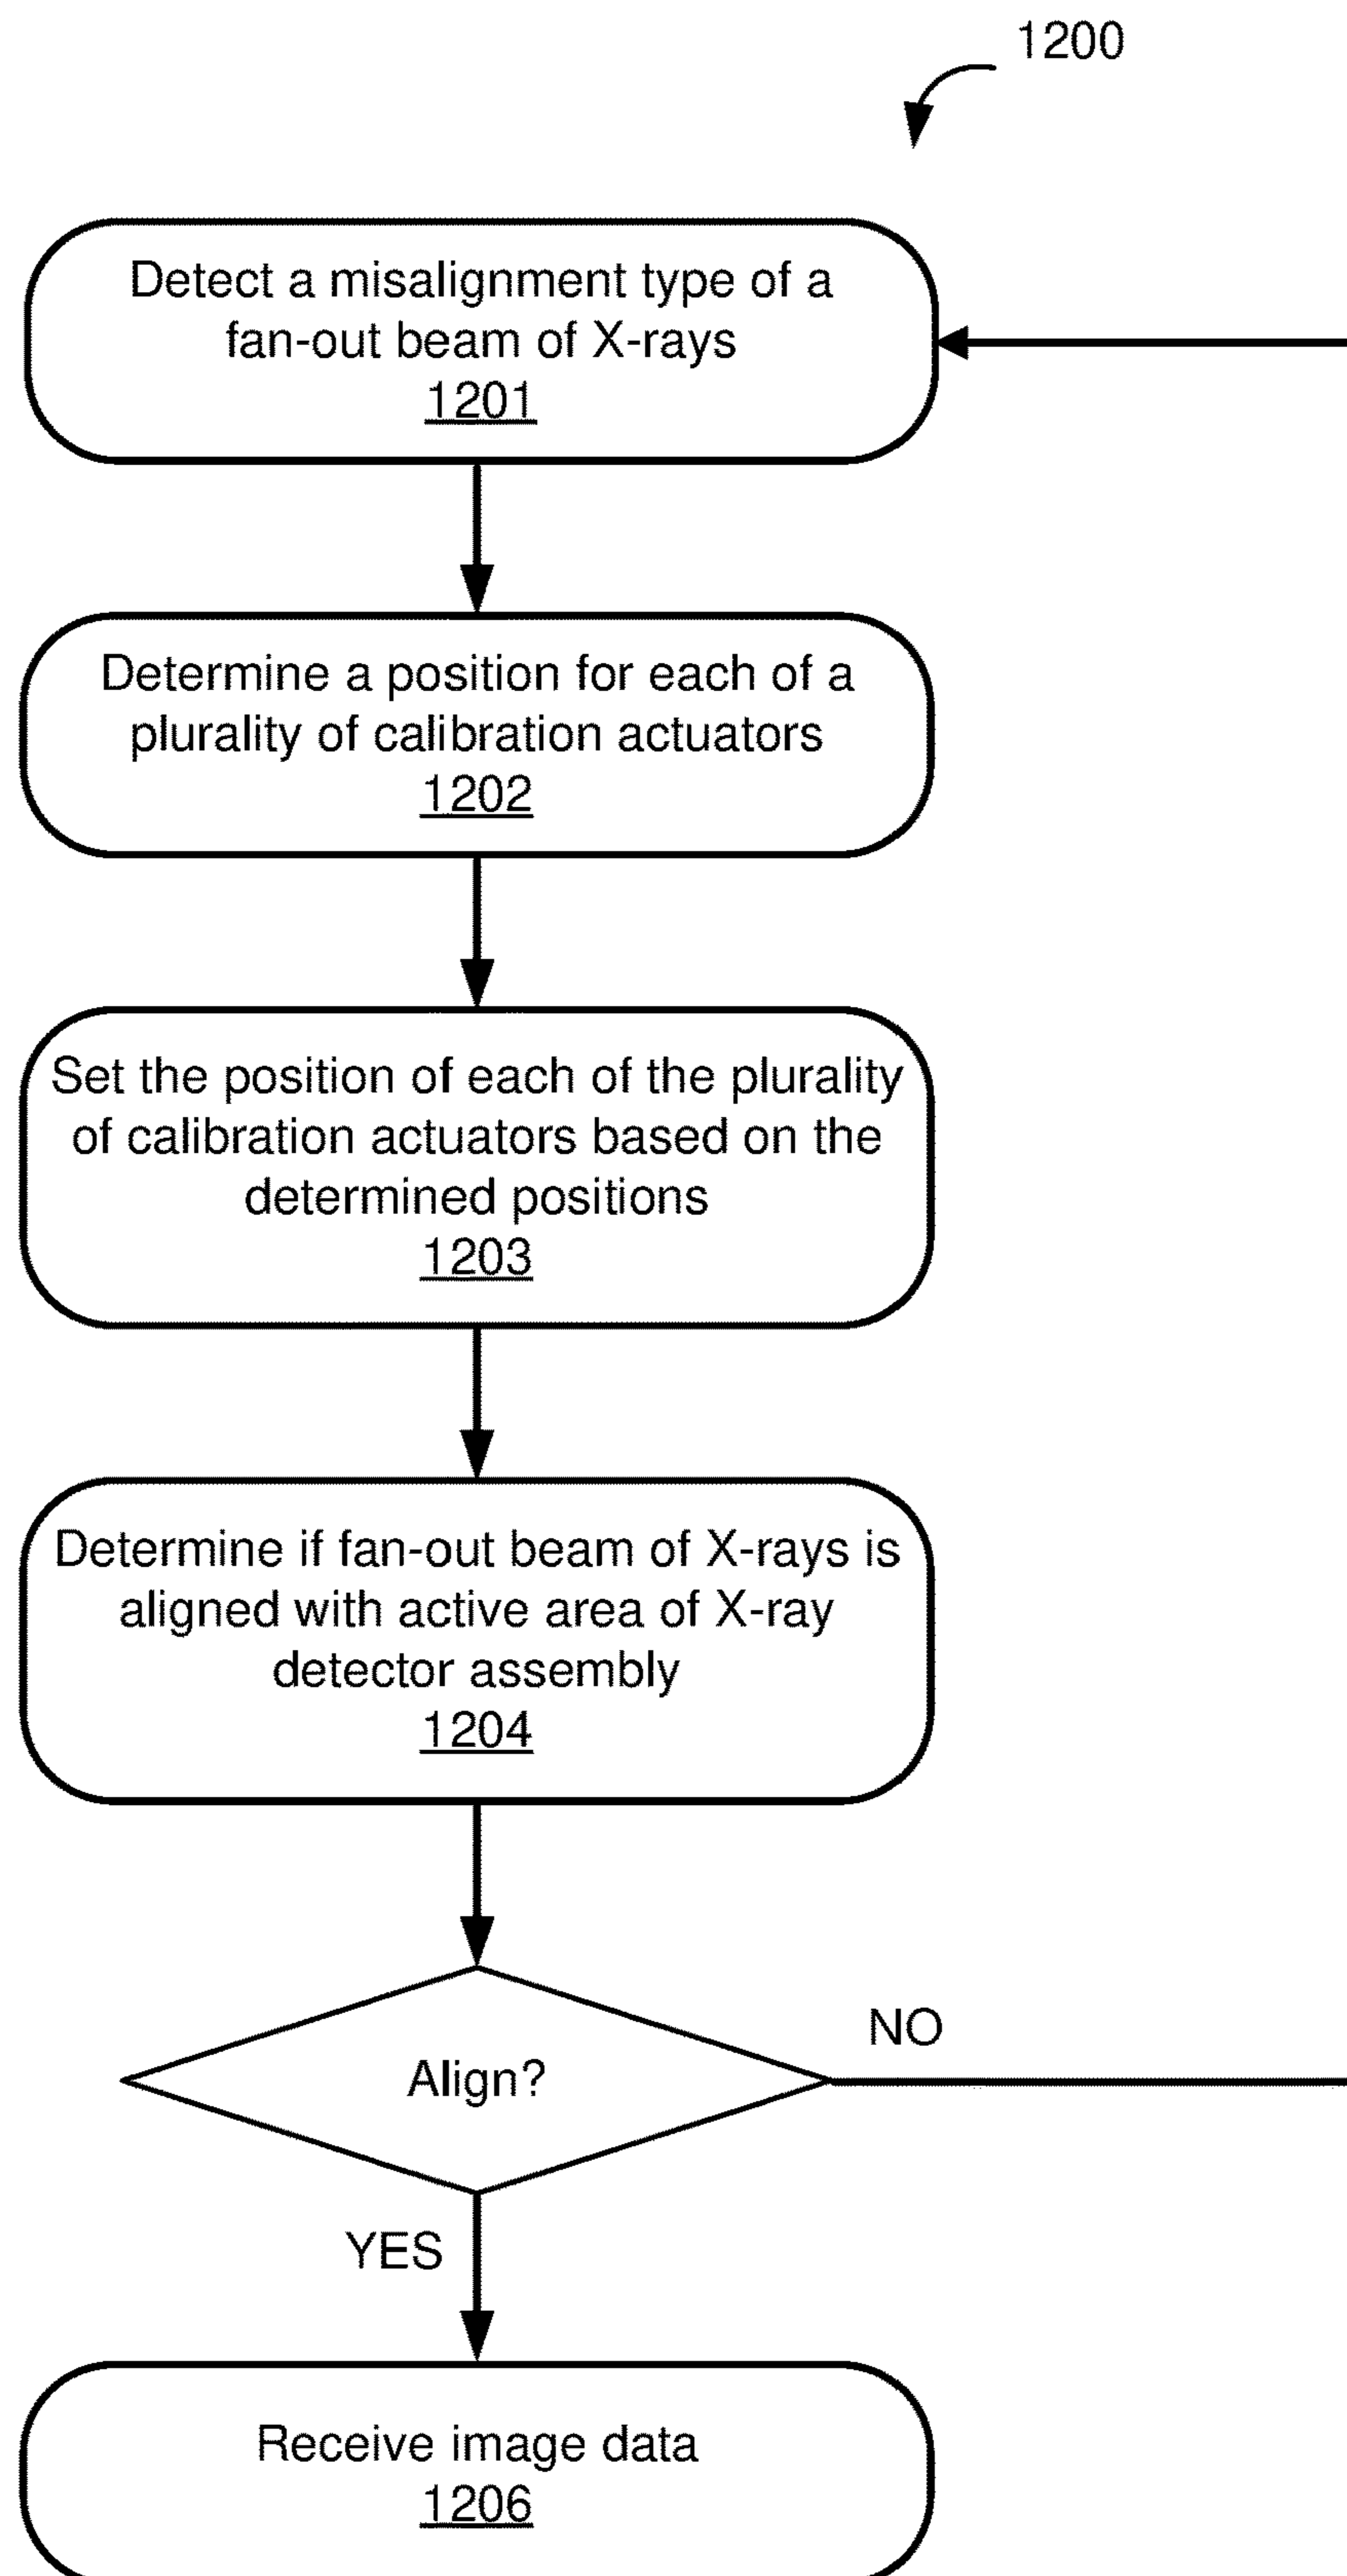 1200
Detect a misalignment type of a
fan-out beam of X-rays
1201
Determine a position for each of a
plurality of calibration actuators
1202
Set the position of each of the plurality
of calibration actuators based on the
determined positions
1203
Determine if fan-out beam of X-rays is
aligned with active area of X-ray
detector assembly
1204
Align?
NO
YES
Receive image data
1206